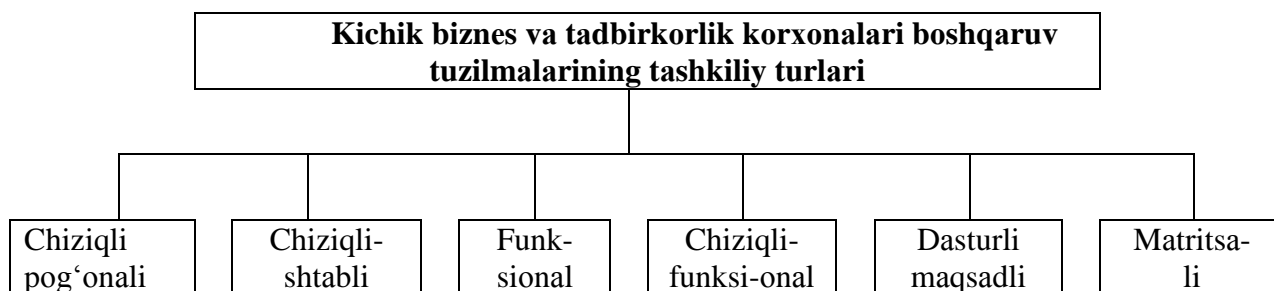 Kichik biznes va tadbirkorlik korxonalari boshqaruv
tuzilmalarining tashkiliy turlari
Chiziqli
pog‘onali
Chiziqli-
shtabli
Funk-
sional
Chiziqli-
funksi-onal
Dasturli
maqsadli
Matritsa-
li